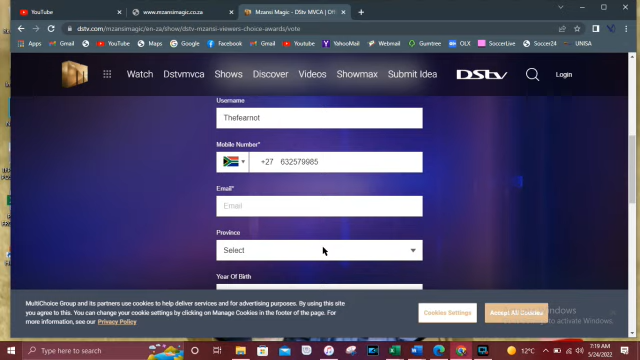 YouTube
www.mzansimagic.co.za
Mzansi Magic - DStv MVCA | DSt
dstv.com/mzansimagic/en-za/show/dstv-mzansi-viewers-choice-awards/vote
Apps
Gmail
YouTube
Maps
Google
Facebook
Gmail
Youtube
YahooMail
Webmail
Gumtree
OLX
SoccerLive
Soccer24
UNISA
Watch
Dstvmvca
Shows
Discover
Videos
Showmax
Submit Idea
DStv
Login
Username
Thefearnot
Mobile Number*
+27 632579985
Email*
Email
Province
Select
Year Of Birth
MultiChoice Group and its partners use cookies to help deliver services and for advertising purposes. By using this
site you agree to this. You can change your cookie settings by clicking on Manage Cookies in the footer of the page. For
more information, see our Privacy Policy
Cookies Settings
Accept All Cookies
Type here to search
12°C
7:19 AM
3/24/2022